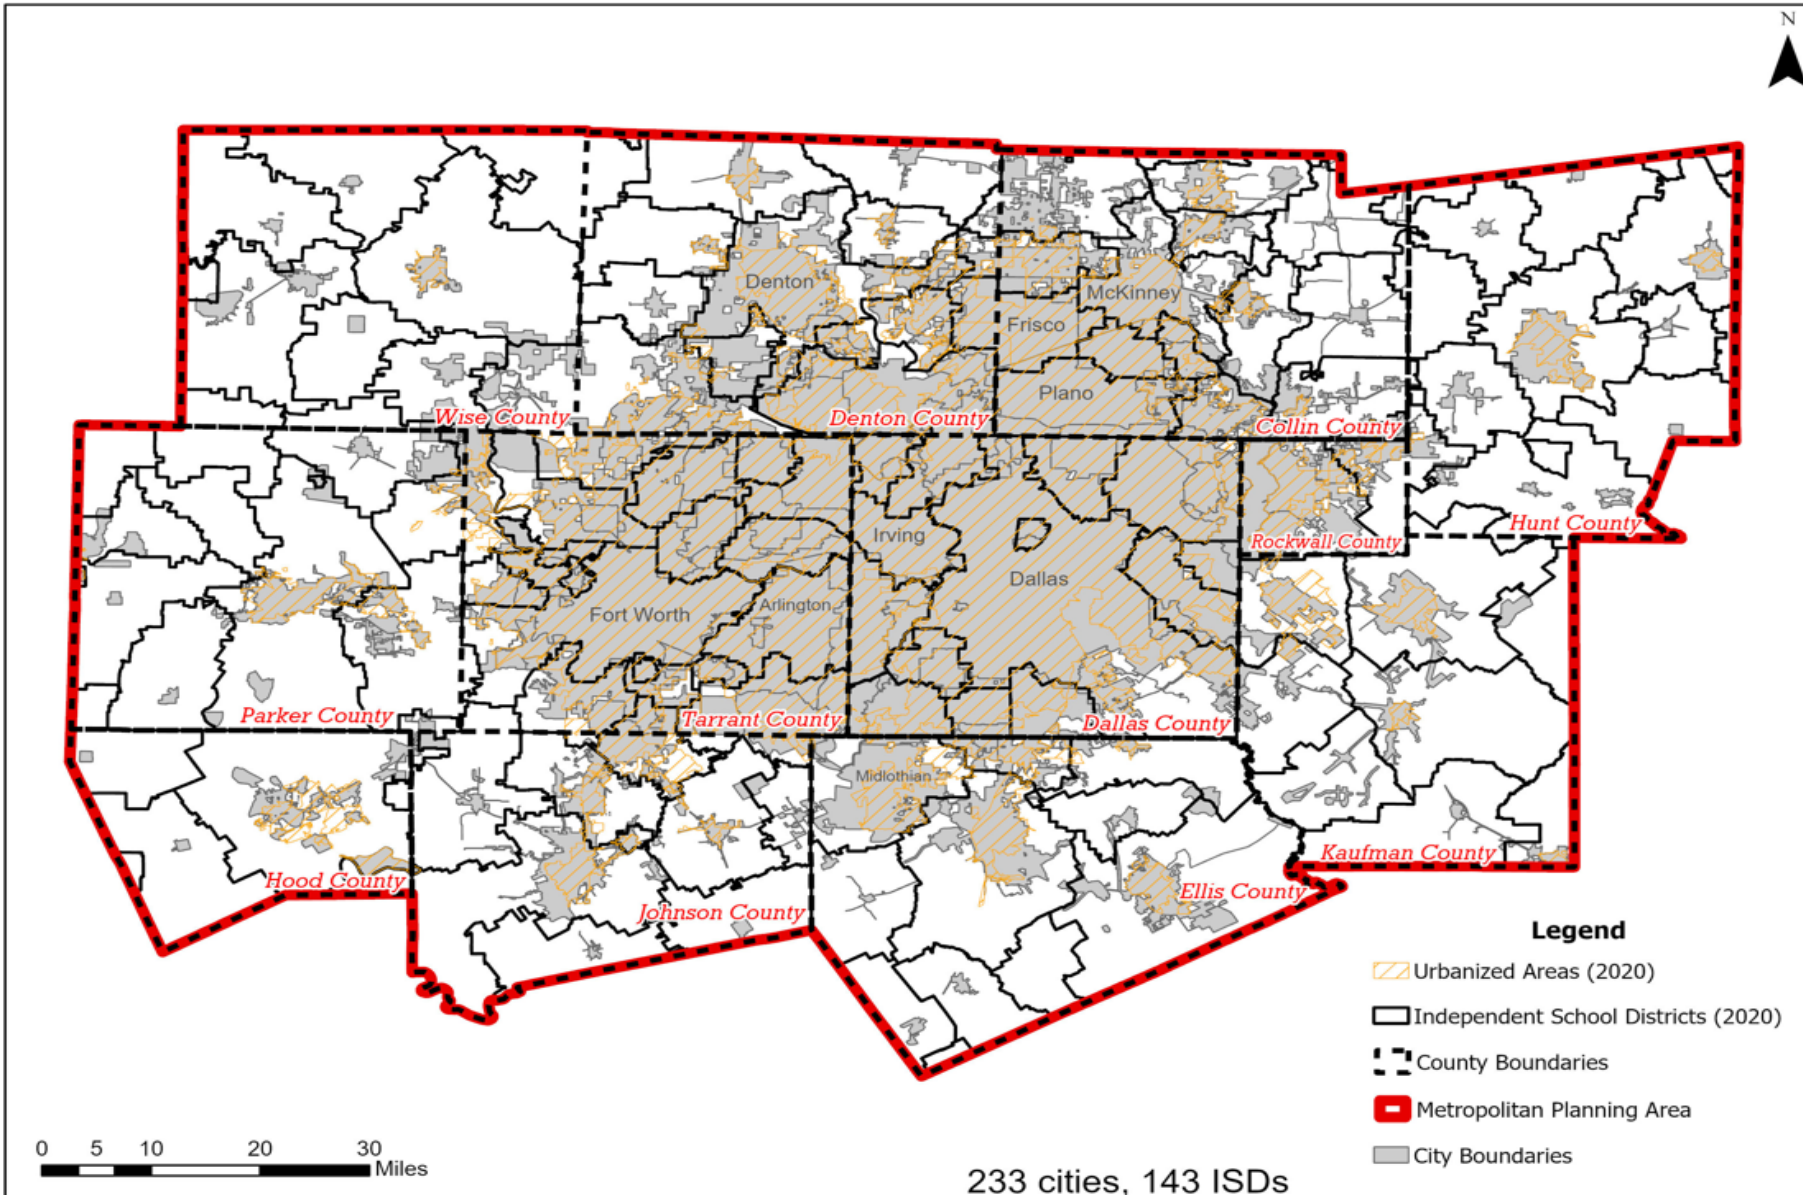 N
Denton
McKinney
Frisco
Plano
Wise County
Denton County
Collin County
Hunt County
Irving
Rockwall County
Dallas
Fort Worth
Arlington
Parker County
Tarrant County
Dallas County
Midlothian
Hood County
Johnson County
Ellis County
Kaufman County
Legend
Urbanized Areas (2020)
Independent School Districts (2020)
County Boundaries
Metropolitan Planning Area
City Boundaries
0 5 10 20 30
Miles
233 cities, 143 ISDs